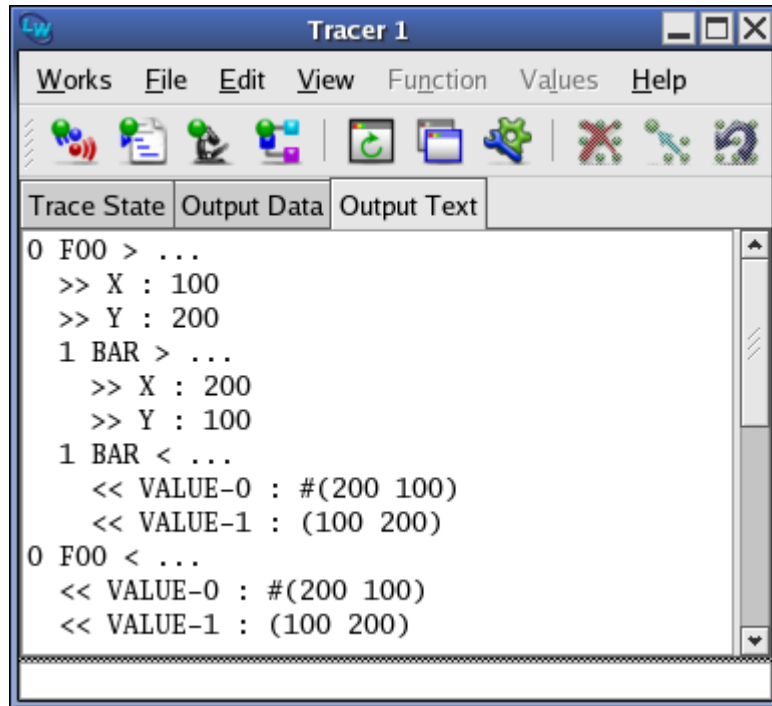 LW Tracer 1
Works File Edit View Function Values Help
Trace State Output Data Output Text
0 FOO > ...
>> X : 100
>> Y : 200
1 BAR > ...
>> X : 200
>> Y : 100
1 BAR < ...
<< VALUE-0 : #(200 100)
<< VALUE-1 : (100 200)
0 FOO < ...
<< VALUE-0 : #(200 100)
<< VALUE-1 : (100 200)